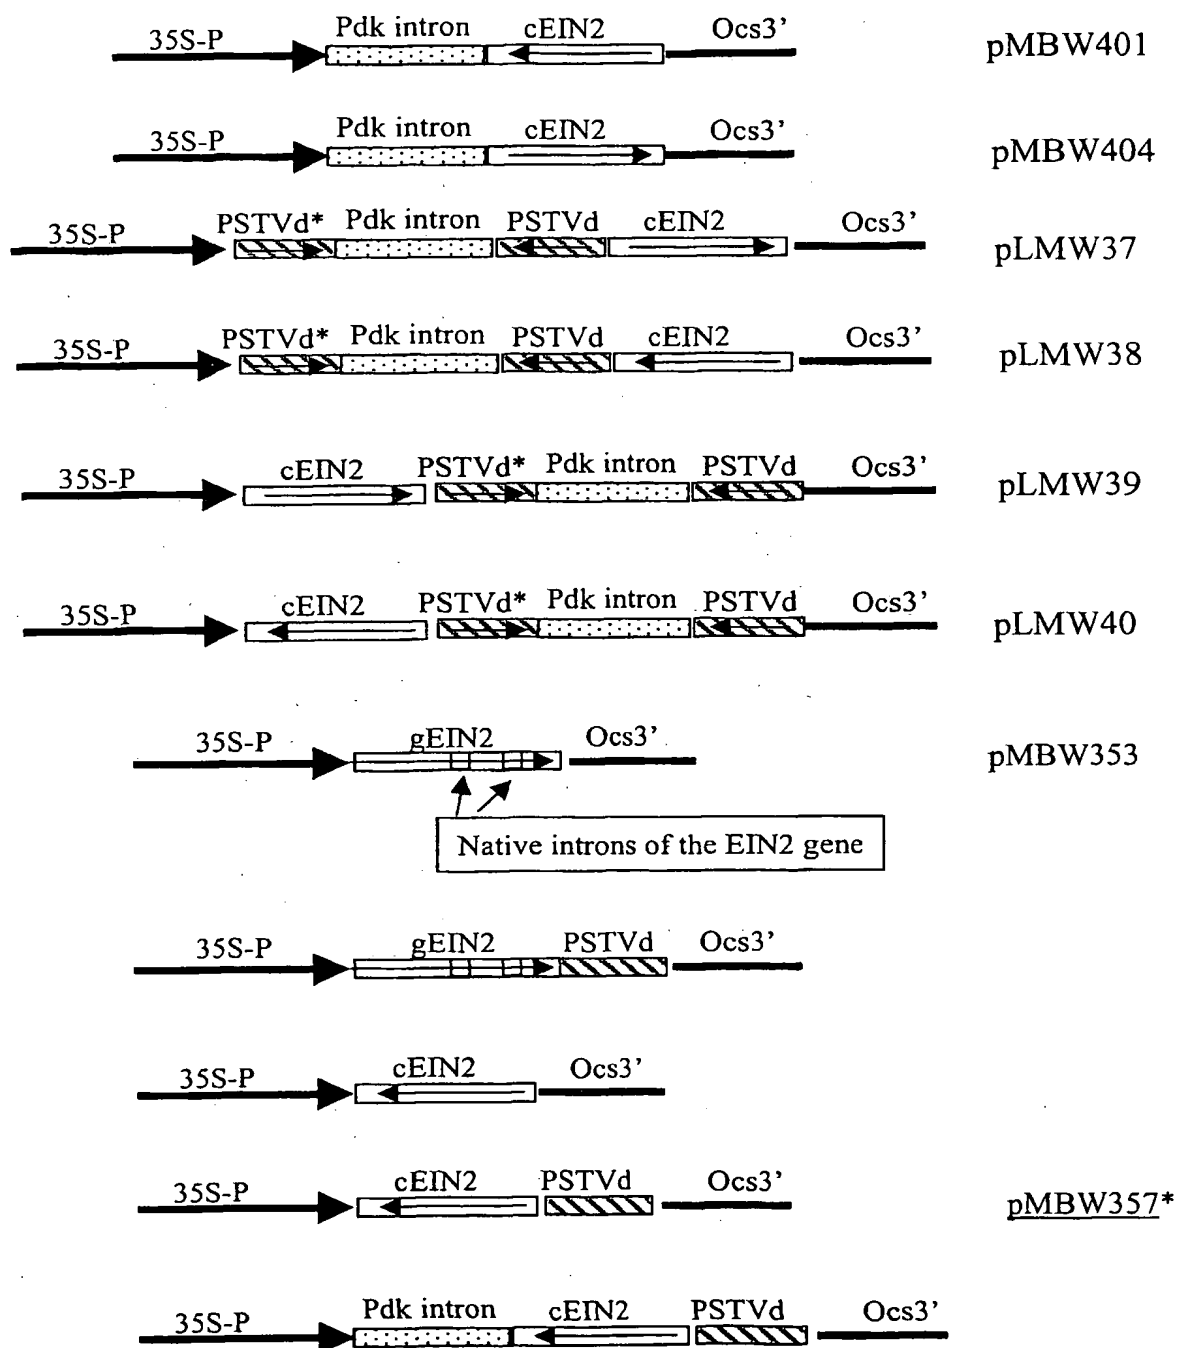 35S-P Pdk intron cEIN2 Ocs3' pMBW401
35S-P Pdk intron cEIN2 Ocs3' pMBW404
35S-P PSTVd* Pdk intron PSTVd cEIN2 Ocs3' pLMW37
35S-P PSTVd* Pdk intron PSTVd cEIN2 Ocs3' pLMW38
35S-P cEIN2 PSTVd* Pdk intron PSTVd Ocs3' pLMW39
35S-P cEIN2 PSTVd* Pdk intron PSTVd Ocs3' pLMW40
35S-P gEIN2 Ocs3' pMBW353
Native introns of the EIN2 gene
35S-P gEIN2 PSTVd Ocs3'
35S-P cEIN2 Ocs3'
35S-P cEIN2 PSTVd Ocs3' pMBW357*
35S-P Pdk intron cEIN2 PSTVd Ocs3'